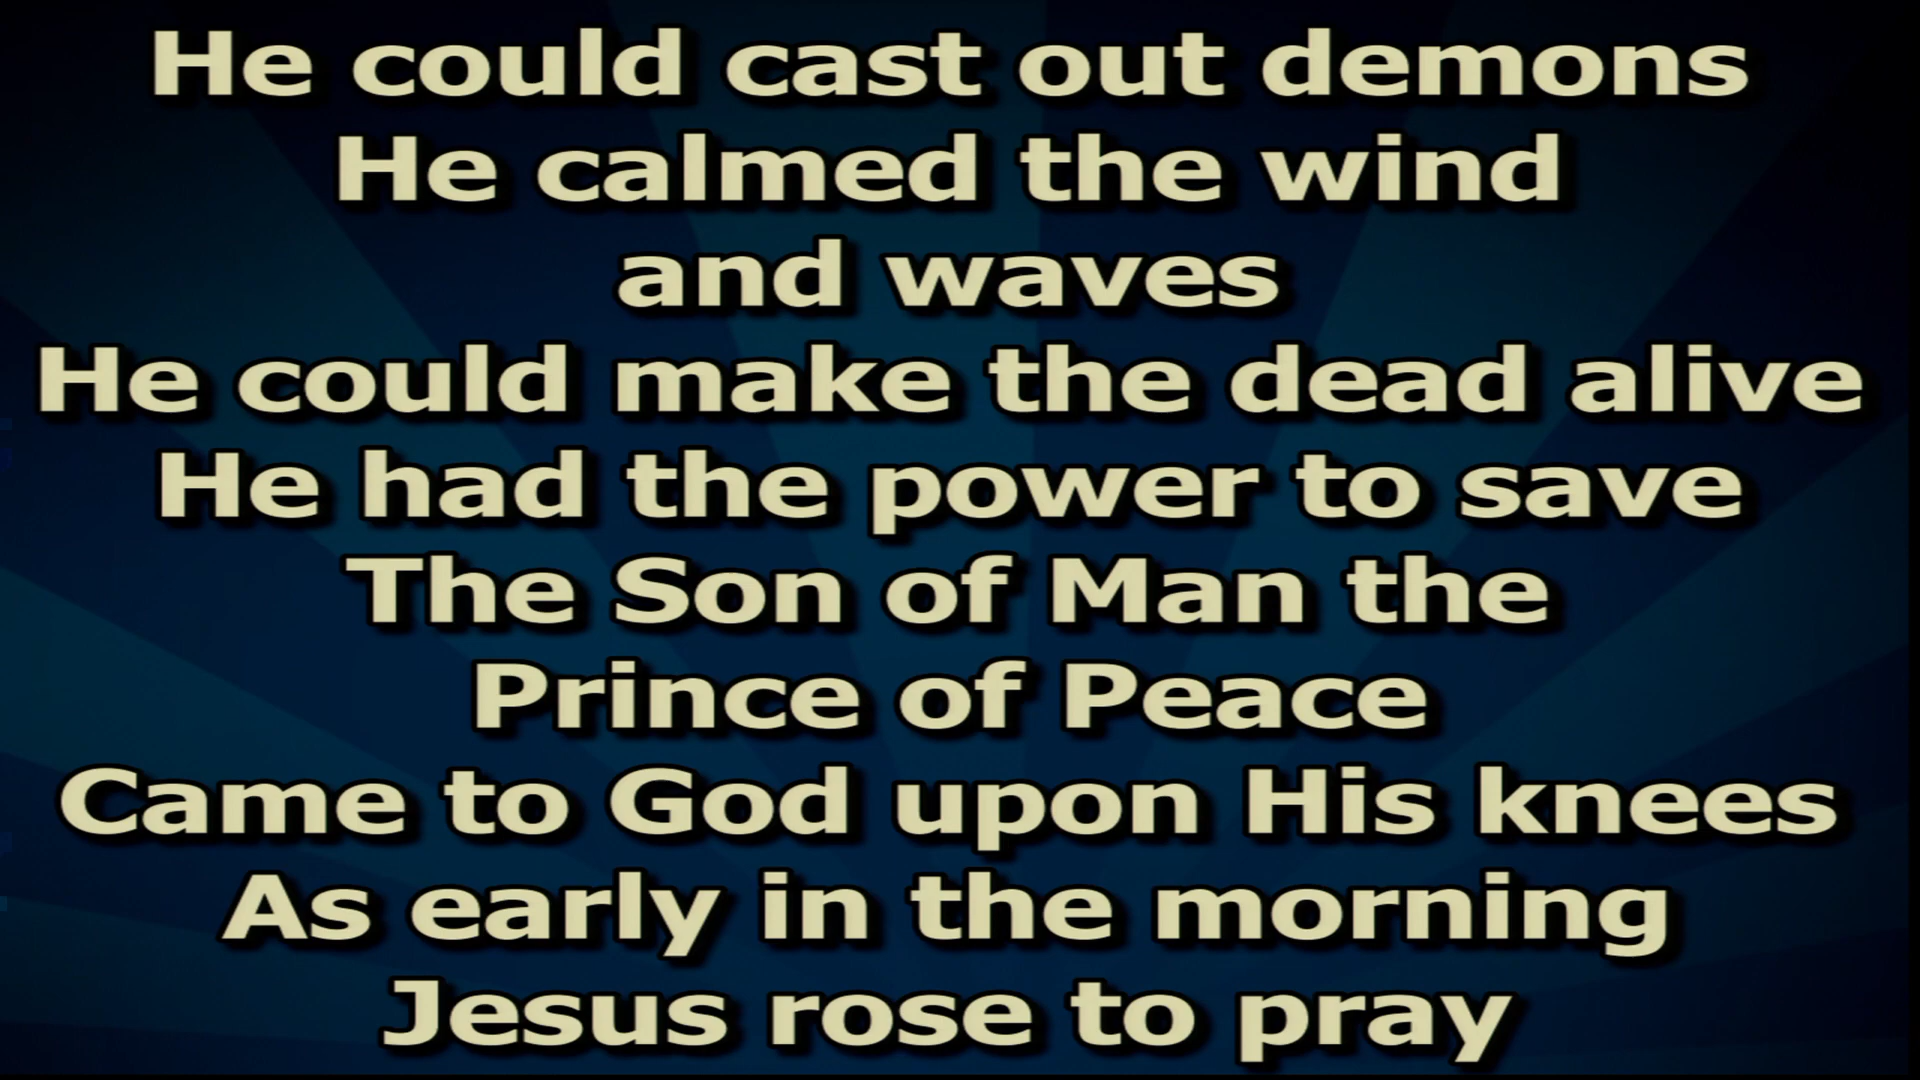 He could cast out demons
He calmed the wind
and waves
He could make the dead alive
He had the power to save
The Son of Man the
Prince of Peace
Came to God upon His knees
As early in the morning
Jesus rose to pray